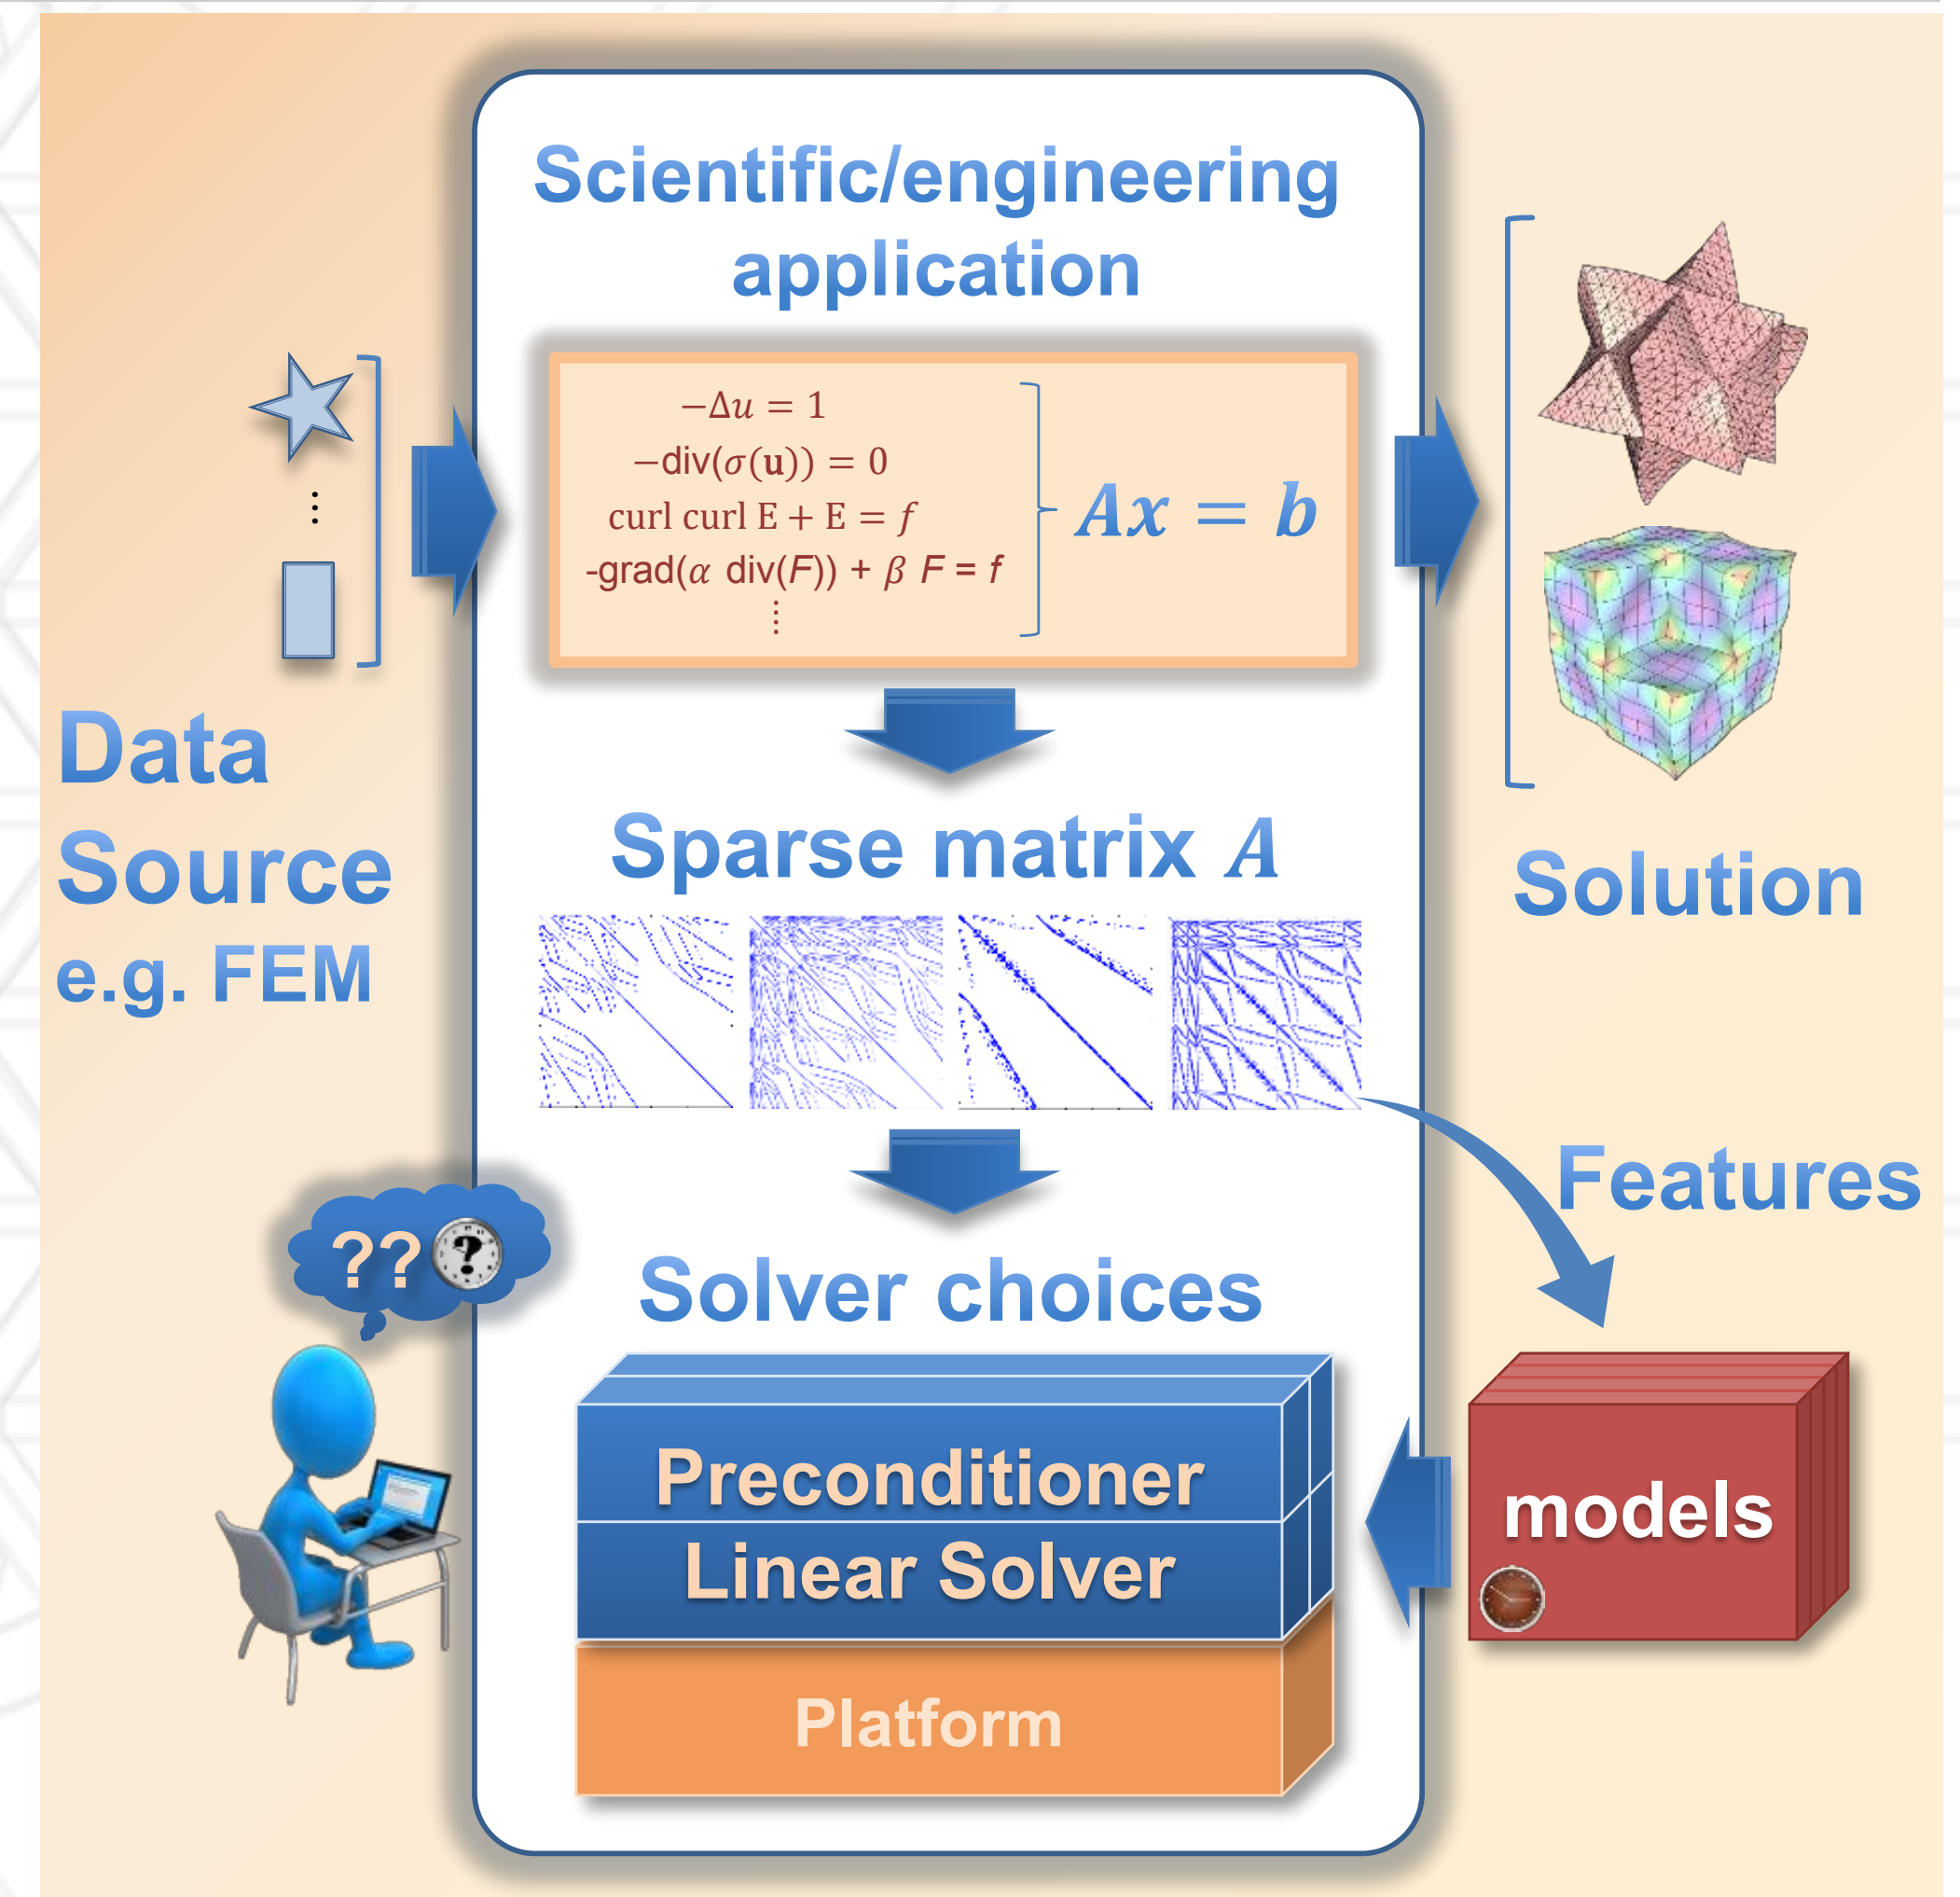 Scientific/engineering
application
−Δu = 1
−div(σ(u)) = 0
curl curl E + E = f
-grad(α div(F)) + β F = f
⋮
Ax = b
⋮
Data
Source
e.g. FEM
Solution
Sparse matrix A
Features
??
?
Solver choices
Preconditioner
Linear Solver
Platform
models